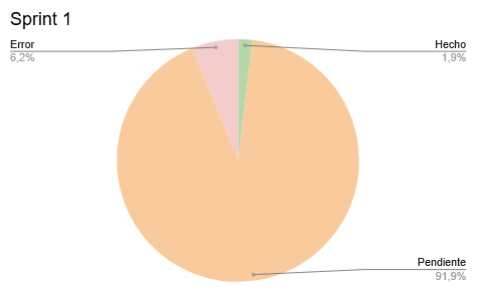 Sprint 1
Error
6,2%
Hecho
1,9%
Pendiente
91,9%